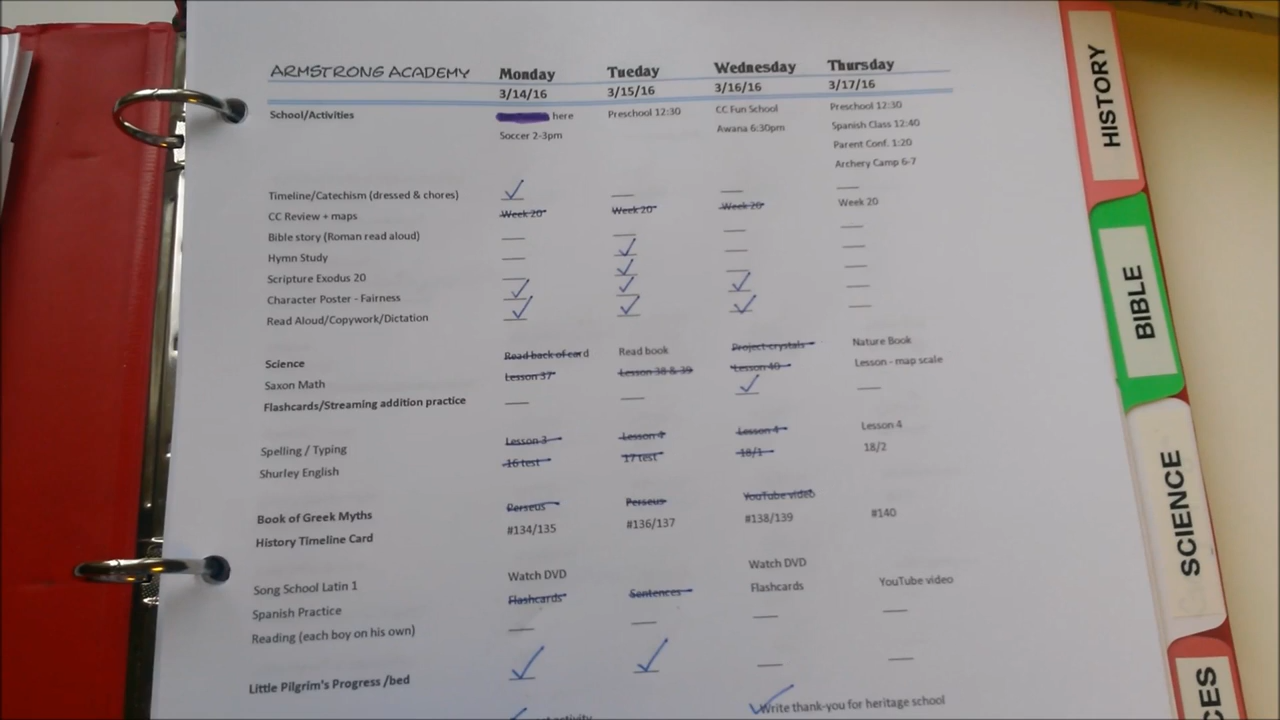 ARMSTRONG ACADEMY Monday Tueday Wednesday Thursday
3/14/16 3/15/16 3/16/16 3/17/16
School/Activities here Preschool 12:30 CC Fun School Preschool 12:30
Soccer 2-3pm Awana 6:30pm Spanish Class 12:40
Parent Conf. 1:20
Archery Camp 6-7
Timeline/Catechism (dressed & chores)
CC Review + maps Week 20 Week 20 Week 20 Week 20
Bible story (Roman read aloud)
Hymn Study
Scripture Exodus 20
Character Poster - Fairness
Read Aloud/Copywork/Dictation
Science Read back of card Read book Project crystals Nature Book
Saxon Math Lesson 37 Lesson 38 & 39 Lesson 40 Lesson - map scale
Flashcards/Streaming addition practice
Spelling / Typing Lesson 3 Lesson 4 Lesson 4 Lesson 4
Shurley English 16 test 17 test 18/1 18/2
Book of Greek Myths Perseus Perseus YouTube video
History Timeline Card #134/135 #136/137 #138/139 #140
Song School Latin 1 Watch DVD Watch DVD
Spanish Practice Flashcards Sentences Flashcards YouTube video
Reading (each boy on his own)
Little Pilgrim's Progress /bed
activity Write thank-you for heritage school
HISTORY
BIBLE
SCIENCE